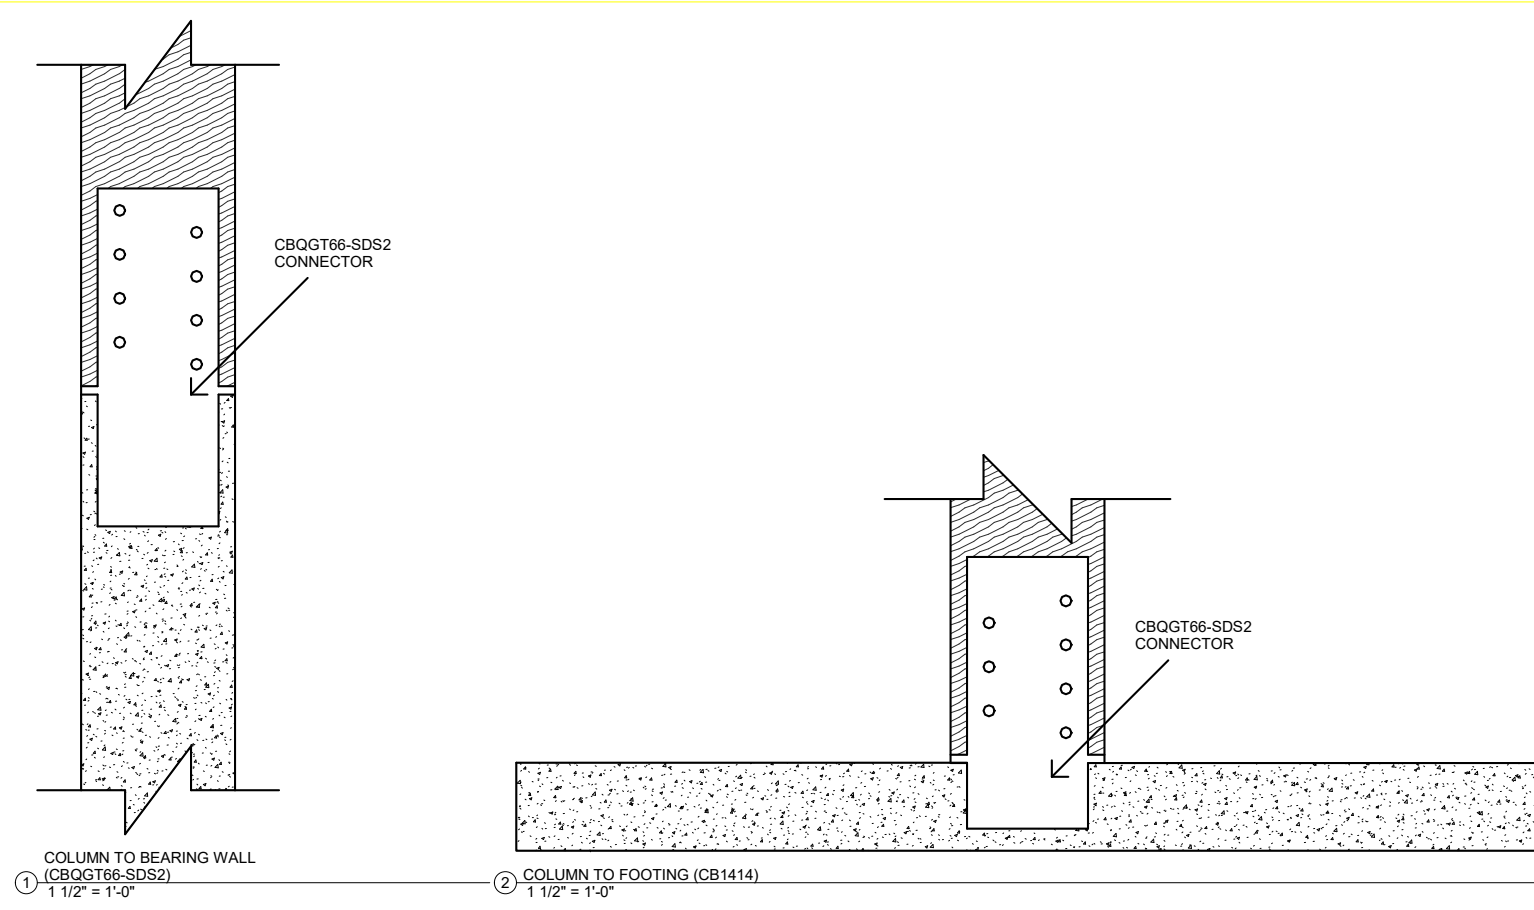 CBQGT66-SDS2
CONNECTOR
CBQGT66-SDS2
CONNECTOR
COLUMN TO BEARING WALL
(CBQGT66-SDS2)
1
1 1/2" = 1'-0"
COLUMN TO FOOTING (CB1414)
2
1 1/2" = 1'-0"